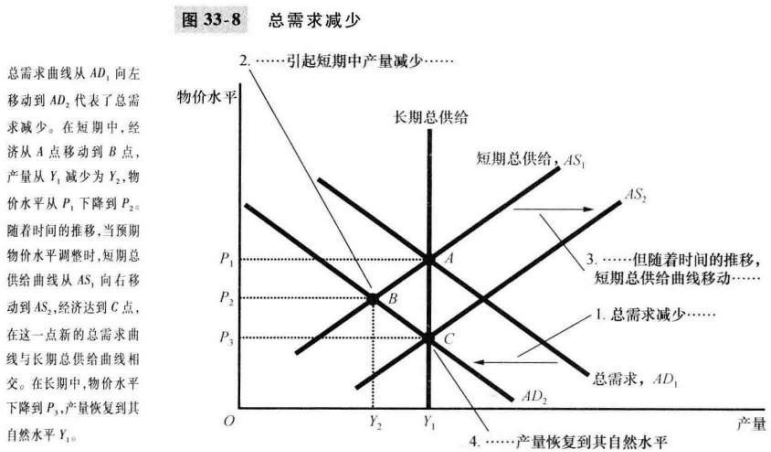 图 33-8 总需求减少
总需求曲线从 AD₁ 向左
移动到 AD₂ 代表了总需
求减少。在短期中,经
济从 A 点移动到 B 点,
产量从 Y₁ 减少为 Y₂,物
价水平从 P₁ 下降到 P₂。
随着时间的推移,当预期
物价水平调整时,短期总
供给曲线从 AS₁ 向右移
动到 AS₂,经济达到 C 点,
在这一点新的总需求曲
线与长期总供给曲线相
交。在长期中,物价水平
下降到 P₃,产量恢复到其
自然水平 Y₁。
2. ……引起短期中产量减少……
物价水平
长期总供给
短期总供给, AS₁
AS₂
P₁
A
3. ……但随着时间的推移,
短期总供给曲线移动……
P₂
B
1. 总需求减少……
P₃
C
总需求, AD₁
AD₂
O
Y₂
Y₁
产量
4. ……产量恢复到其自然水平